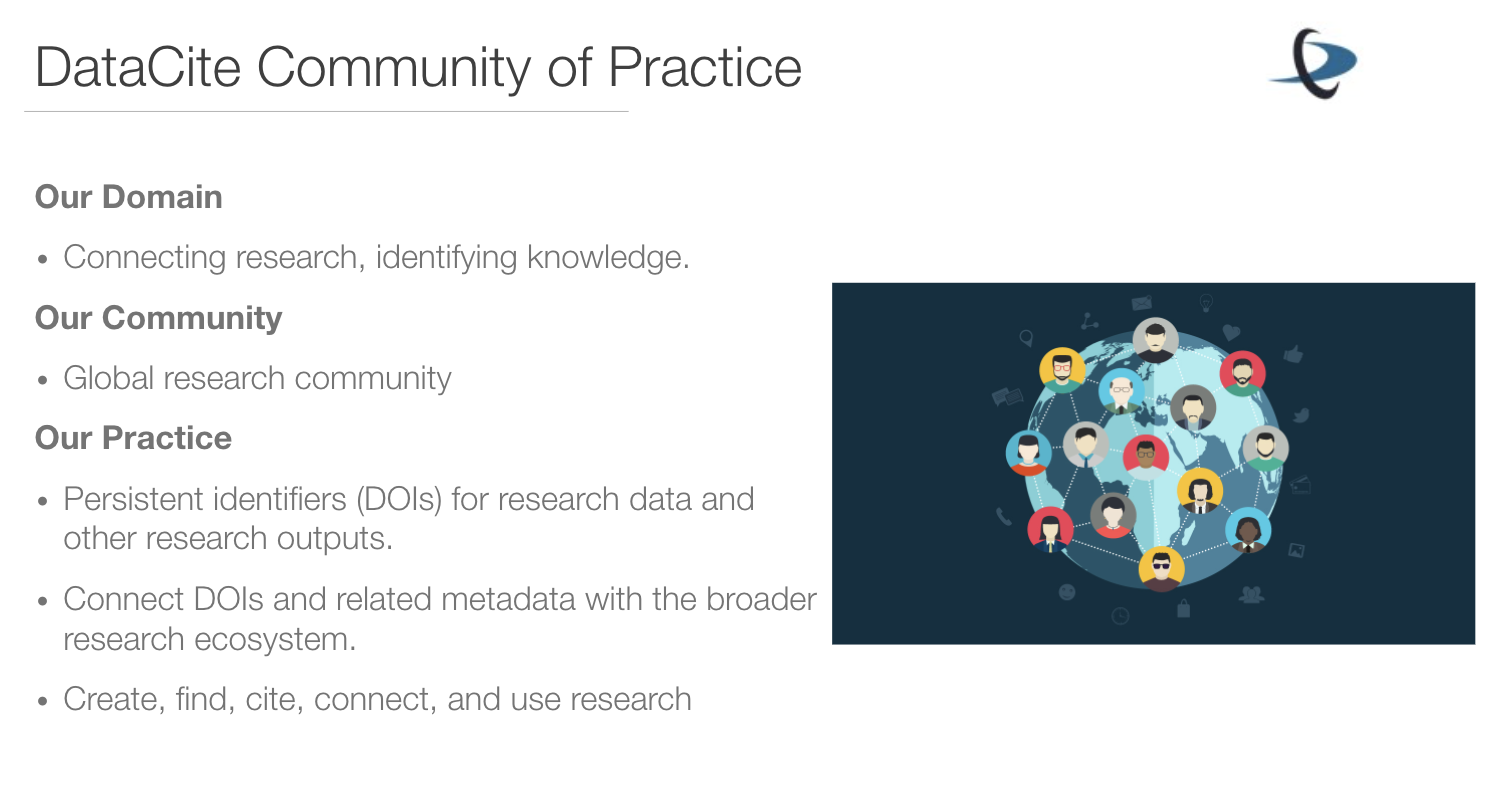 DataCite Community of Practice
Our Domain
• Connecting research, identifying knowledge.
Our Community
• Global research community
Our Practice
• Persistent identifiers (DOIs) for research data and
other research outputs.
• Connect DOIs and related metadata with the broader
research ecosystem.
• Create, find, cite, connect, and use research